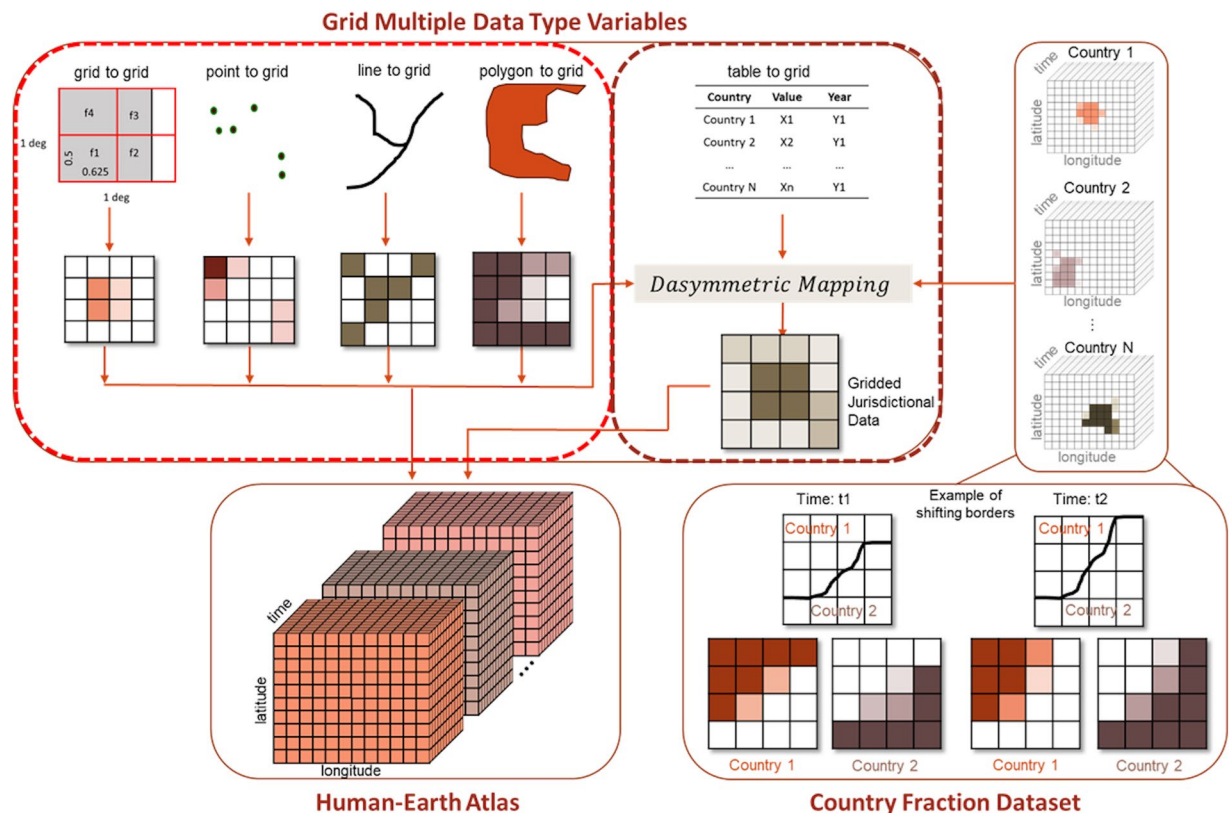 Grid Multiple Data Type Variables
grid to grid
f4
f3
1 deg
f1
f2
0.5
0.625
1 deg
point to grid
line to grid
polygon to grid
table to grid
Country Value Year
Country 1 X1 Y1
Country 2 X2 Y1
... ... ...
Country N Xn Y1
Dasymmetric Mapping
Gridded
Jurisdictional
Data
Country 1
time
latitude
longitude
Country 2
time
latitude
longitude
...
Country N
time
latitude
longitude
time
latitude
longitude
...
Human-Earth Atlas
Time: t1
Example of
shifting borders
Time: t2
Country 1
Country 2
Country 1
Country 2
Country 1
Country 2
Country 1
Country 2
Country Fraction Dataset